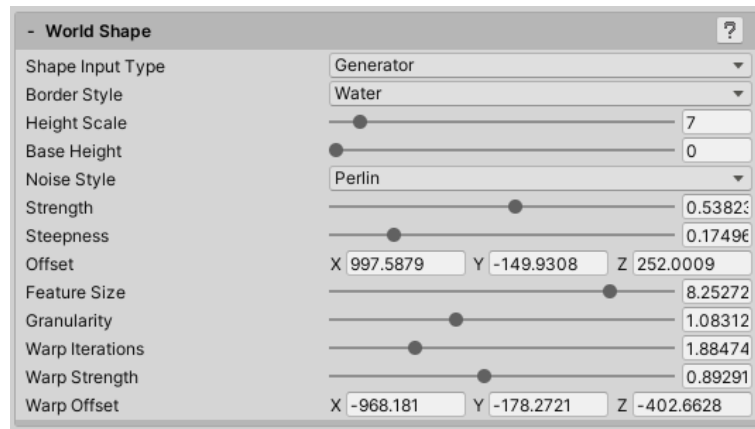 - World Shape ?
Shape Input Type Generator
Border Style Water
Height Scale 7
Base Height 0
Noise Style Perlin
Strength 0.53823
Steepness 0.17496
Offset X 997.5879 Y -149.9308 Z 252.0009
Feature Size 8.25272
Granularity 1.08312
Warp Iterations 1.88474
Warp Strength 0.89291
Warp Offset X -968.181 Y -178.2721 Z -402.6628